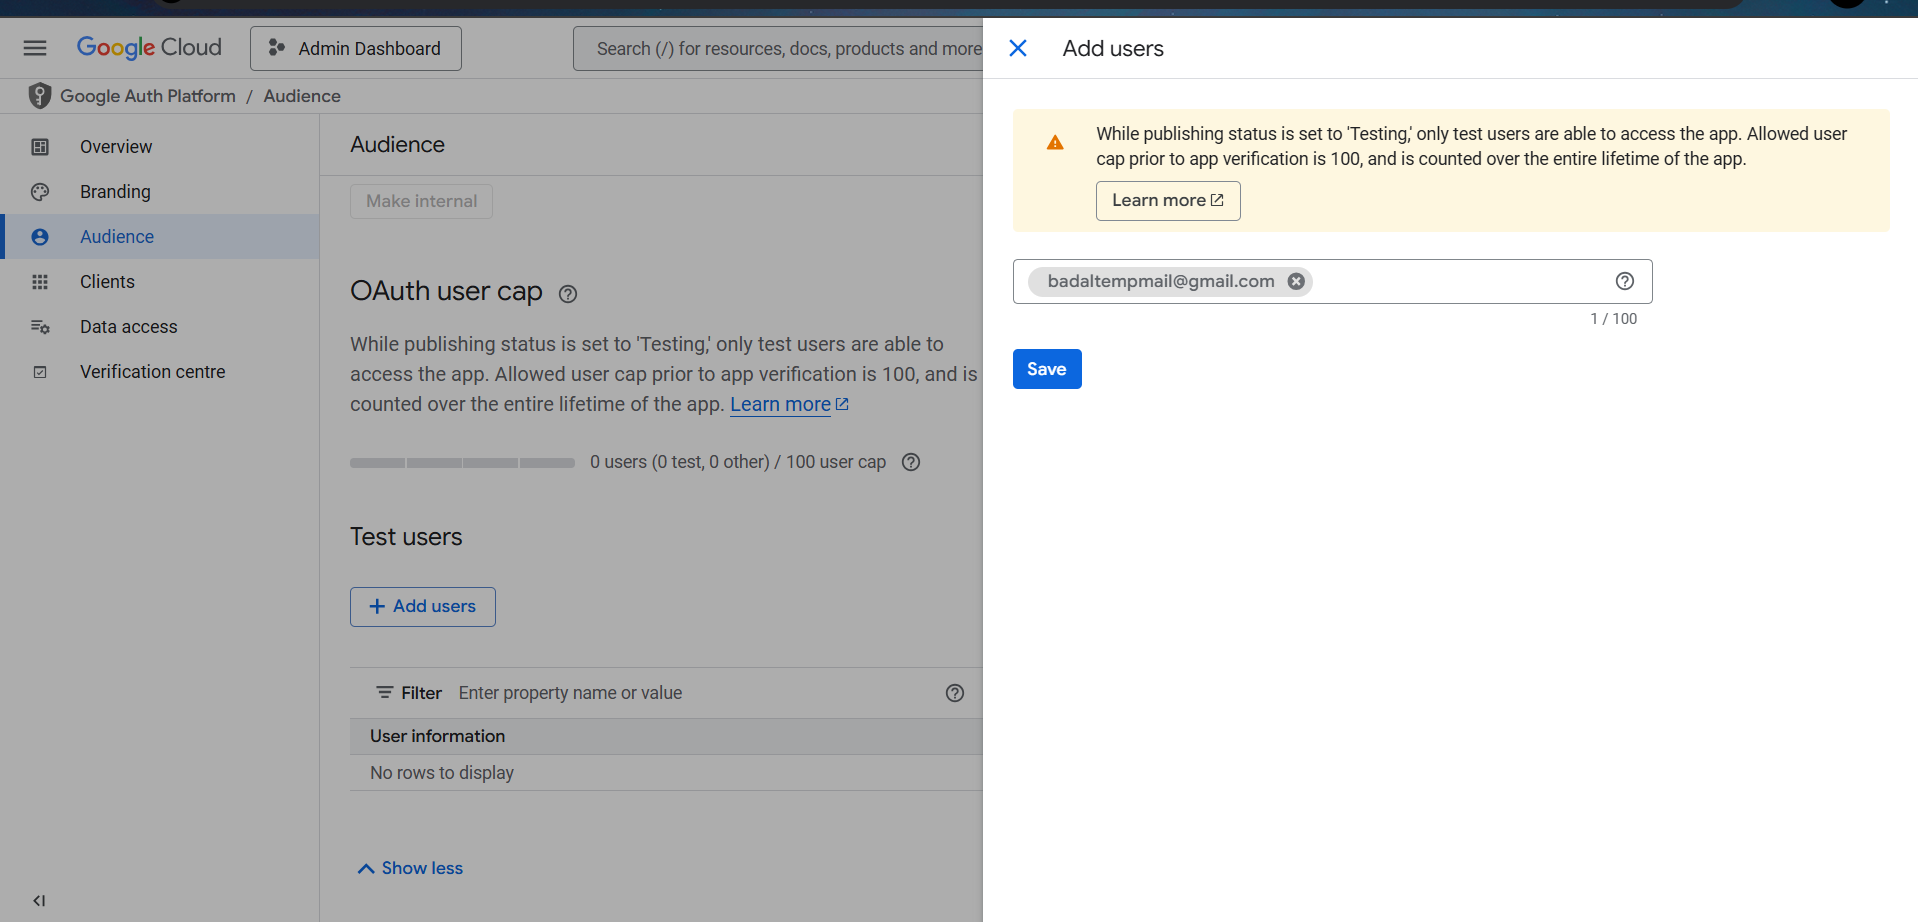 Google Cloud
Admin Dashboard
Search (/) for resources, docs, products and more
Google Auth Platform / Audience
Overview
Branding
Audience
Clients
Data access
Verification centre
Audience
Make internal
OAuth user cap
While publishing status is set to 'Testing,' only test users are able to
access the app. Allowed user cap prior to app verification is 100, and is
counted over the entire lifetime of the app. Learn more
0 users (0 test, 0 other) / 100 user cap
Test users
+ Add users
Filter Enter property name or value
User information
No rows to display
Show less
Add users
While publishing status is set to 'Testing,' only test users are able to access the app. Allowed user
cap prior to app verification is 100, and is counted over the entire lifetime of the app.
Learn more
badaltempmail@gmail.com
1 / 100
Save